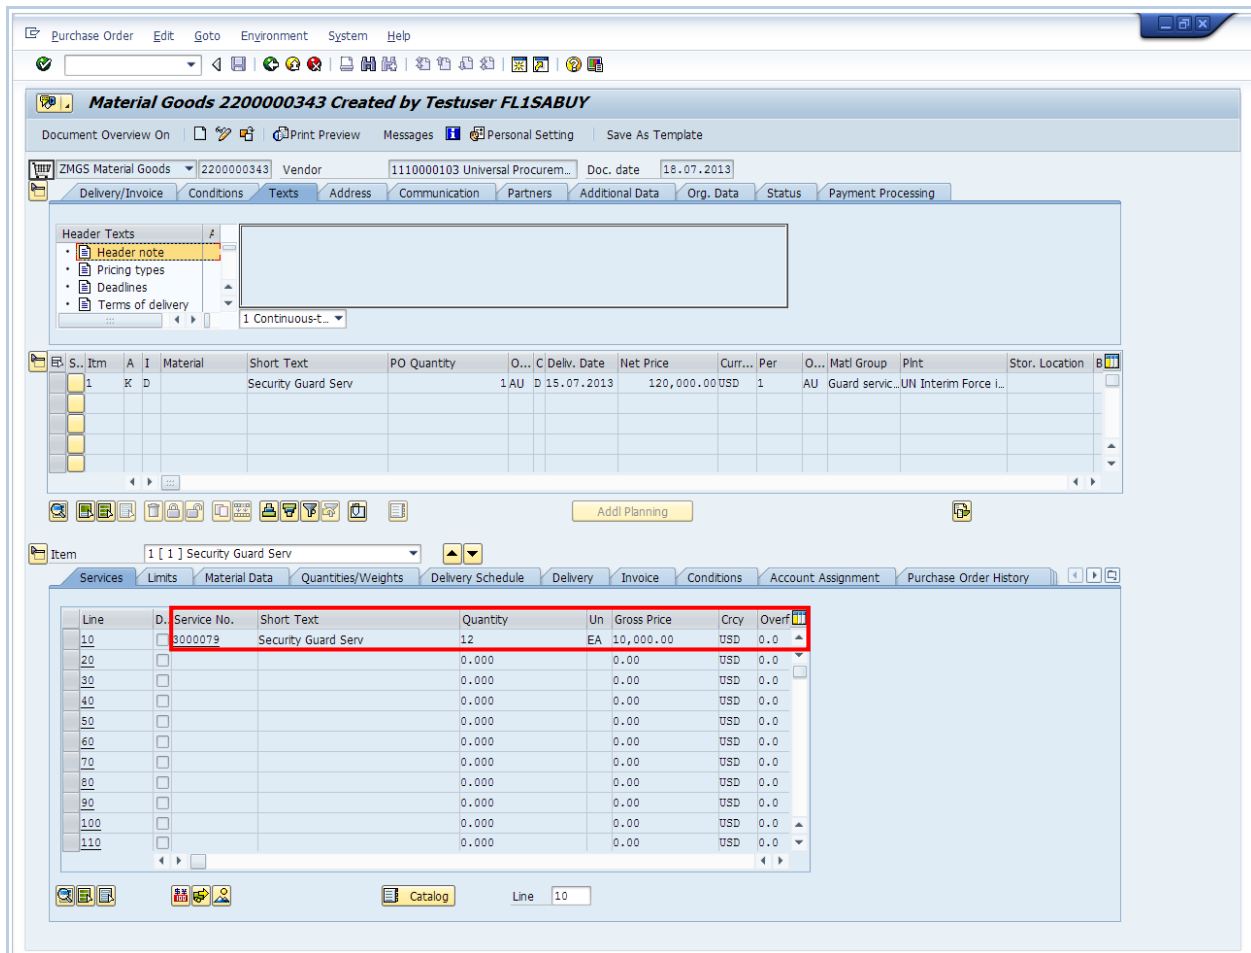 Purchase Order Edit Goto Environment System Help
Material Goods 2200000343 Created by Testuser FL1SABUY
Document Overview On Print Preview Messages Personal Setting Save As Template
ZMGS Material Goods 2200000343 Vendor 1110000103 Universal Procurem... Doc. date 18.07.2013
Delivery/Invoice Conditions Texts Address Communication Partners Additional Data Org. Data Status Payment Processing
Header Texts
Header note
Pricing types
Deadlines
Terms of delivery
1 Continuous-t...
S.. Itm A I Material Short Text PO Quantity O... C Deliv. Date Net Price Curr... Per O... Matl Group Plnt Stor. Location B
1 K D Security Guard Serv 1 AU D 15.07.2013 120,000.00 USD 1 AU Guard servic... UN Interim Force i...
Addl Planning
Item 1 [ 1 ] Security Guard Serv
Services Limits Material Data Quantities/Weights Delivery Schedule Delivery Invoice Conditions Account Assignment Purchase Order History
Line D.. Service No. Short Text Quantity Un Gross Price Crcy Overf
10 3000079 Security Guard Serv 12 EA 10,000.00 USD 0.0
20 0.000 0.00 USD 0.0
30 0.000 0.00 USD 0.0
40 0.000 0.00 USD 0.0
50 0.000 0.00 USD 0.0
60 0.000 0.00 USD 0.0
70 0.000 0.00 USD 0.0
80 0.000 0.00 USD 0.0
90 0.000 0.00 USD 0.0
100 0.000 0.00 USD 0.0
110 0.000 0.00 USD 0.0
Catalog Line 10